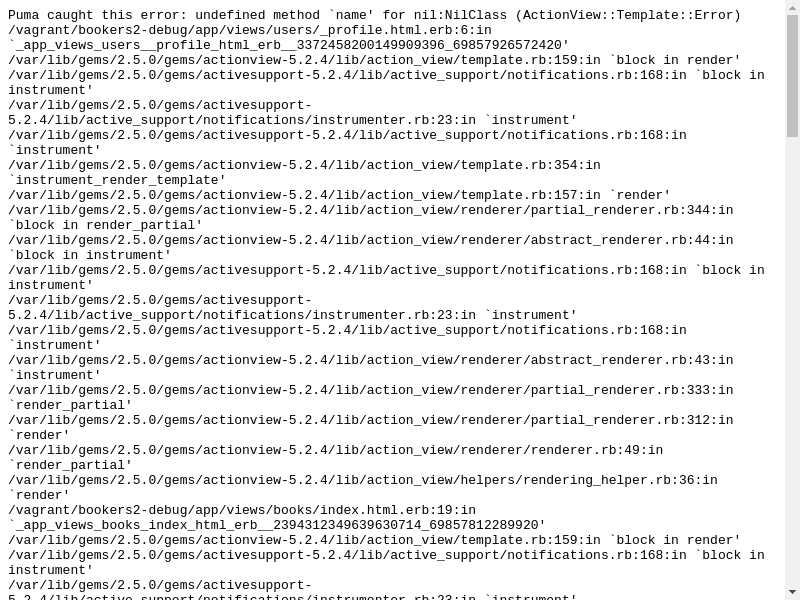 Puma caught this error: undefined method `name' for nil:NilClass (ActionView::Template::Error)
/vagrant/bookers2-debug/app/views/users/_profile.html.erb:6:in
`_app_views_users__profile_html_erb__3372458200149909396_69857926572420'
/var/lib/gems/2.5.0/gems/actionview-5.2.4/lib/action_view/template.rb:159:in `block in render'
/var/lib/gems/2.5.0/gems/activesupport-5.2.4/lib/active_support/notifications.rb:168:in `block in
instrument'
/var/lib/gems/2.5.0/gems/activesupport-
5.2.4/lib/active_support/notifications/instrumenter.rb:23:in `instrument'
/var/lib/gems/2.5.0/gems/activesupport-5.2.4/lib/active_support/notifications.rb:168:in
`instrument'
/var/lib/gems/2.5.0/gems/actionview-5.2.4/lib/action_view/template.rb:354:in
`instrument_render_template'
/var/lib/gems/2.5.0/gems/actionview-5.2.4/lib/action_view/template.rb:157:in `render'
/var/lib/gems/2.5.0/gems/actionview-5.2.4/lib/action_view/renderer/partial_renderer.rb:344:in
`block in render_partial'
/var/lib/gems/2.5.0/gems/actionview-5.2.4/lib/action_view/renderer/abstract_renderer.rb:44:in
`block in instrument'
/var/lib/gems/2.5.0/gems/activesupport-5.2.4/lib/active_support/notifications.rb:168:in `block in
instrument'
/var/lib/gems/2.5.0/gems/activesupport-
5.2.4/lib/active_support/notifications/instrumenter.rb:23:in `instrument'
/var/lib/gems/2.5.0/gems/activesupport-5.2.4/lib/active_support/notifications.rb:168:in
`instrument'
/var/lib/gems/2.5.0/gems/actionview-5.2.4/lib/action_view/renderer/abstract_renderer.rb:43:in
`instrument'
/var/lib/gems/2.5.0/gems/actionview-5.2.4/lib/action_view/renderer/partial_renderer.rb:333:in
`render_partial'
/var/lib/gems/2.5.0/gems/actionview-5.2.4/lib/action_view/renderer/partial_renderer.rb:312:in
`render'
/var/lib/gems/2.5.0/gems/actionview-5.2.4/lib/action_view/renderer/renderer.rb:49:in
`render_partial'
/var/lib/gems/2.5.0/gems/actionview-5.2.4/lib/action_view/helpers/rendering_helper.rb:36:in
`render'
/vagrant/bookers2-debug/app/views/books/index.html.erb:19:in
`_app_views_books_index_html_erb__2394312349639630714_69857812289920'
/var/lib/gems/2.5.0/gems/actionview-5.2.4/lib/action_view/template.rb:159:in `block in render'
/var/lib/gems/2.5.0/gems/activesupport-5.2.4/lib/active_support/notifications.rb:168:in `block in
instrument'
/var/lib/gems/2.5.0/gems/activesupport-
5.2.4/lib/active_support/notifications/instrumenter.rb:23:in `instrument'